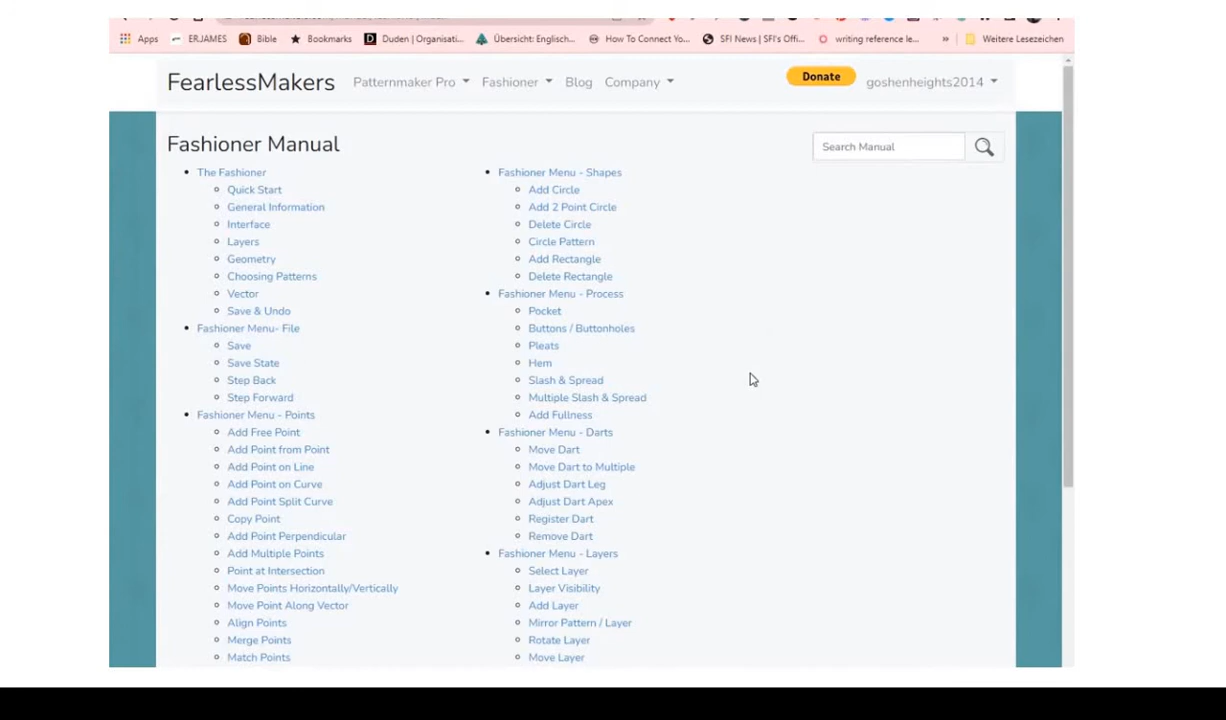 Apps ERJAMES Bible Bookmarks Duden | Organisati... Übersicht: Englisch... How To Connect Yo... SFI News | SFI's Offi... writing reference le... » Weitere Lesezeichen
FearlessMakers Patternmaker Pro Fashioner Blog Company Donate goshenheights2014
Fashioner Manual
Search Manual
The Fashioner
Quick Start
General Information
Interface
Layers
Geometry
Choosing Patterns
Vector
Save & Undo
Fashioner Menu- File
Save
Save State
Step Back
Step Forward
Fashioner Menu - Points
Add Free Point
Add Point from Point
Add Point on Line
Add Point on Curve
Add Point Split Curve
Copy Point
Add Point Perpendicular
Add Multiple Points
Point at Intersection
Move Points Horizontally/Vertically
Move Point Along Vector
Align Points
Merge Points
Match Points
Fashioner Menu - Shapes
Add Circle
Add 2 Point Circle
Delete Circle
Circle Pattern
Add Rectangle
Delete Rectangle
Fashioner Menu - Process
Pocket
Buttons / Buttonholes
Pleats
Hem
Slash & Spread
Multiple Slash & Spread
Add Fullness
Fashioner Menu - Darts
Move Dart
Move Dart to Multiple
Adjust Dart Leg
Adjust Dart Apex
Register Dart
Remove Dart
Fashioner Menu - Layers
Select Layer
Layer Visibility
Add Layer
Mirror Pattern / Layer
Rotate Layer
Move Layer